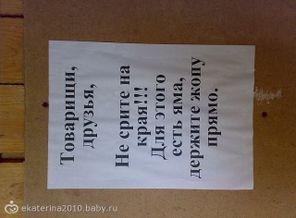 Товарищи,
друзья,
Не срите на
края!!!
Для этого
есть яма,
держите жопу
прямо.
© ekaterina2010.baby.ru